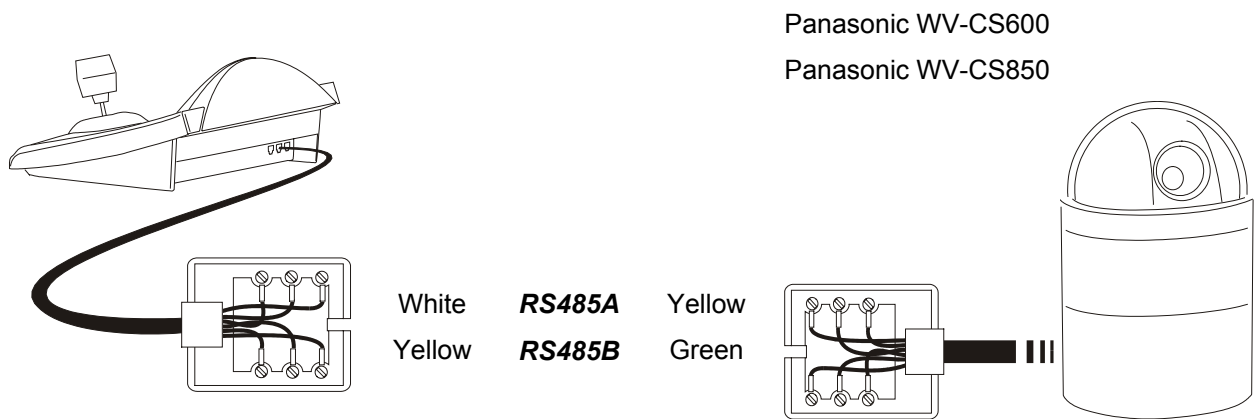 Panasonic WV-CS600
Panasonic WV-CS850
White RS485A Yellow
Yellow RS485B Green